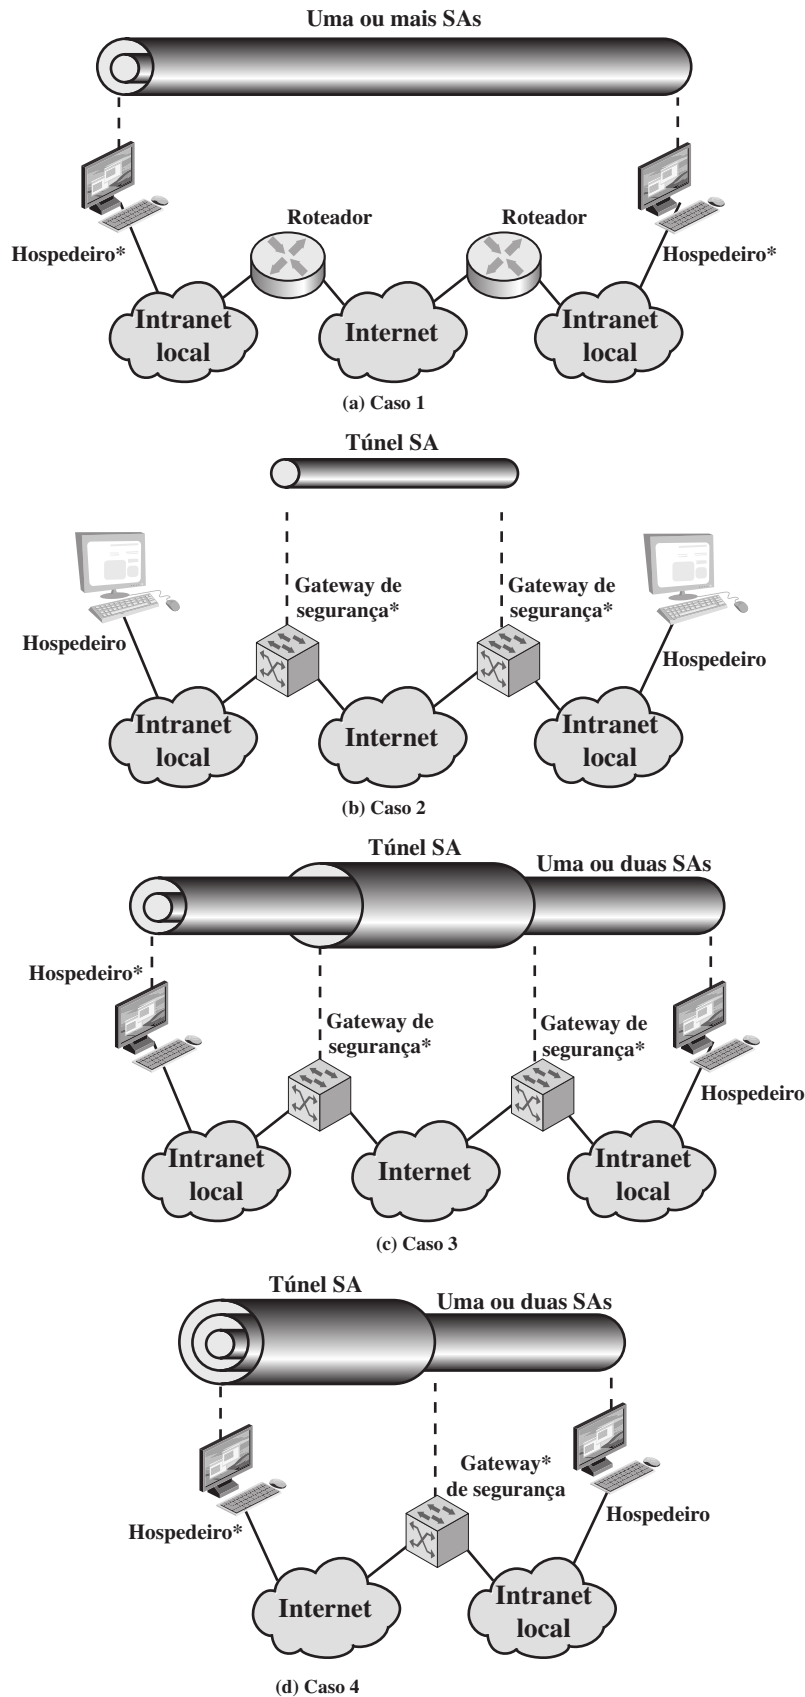 Uma ou mais SAs
Roteador
Roteador
Hospedeiro*
Hospedeiro*
Intranet
local
Internet
Intranet
local
(a) Caso 1
Túnel SA
Gateway de
segurança*
Gateway de
segurança*
Hospedeiro
Hospedeiro
Intranet
local
Internet
Intranet
local
(b) Caso 2
Túnel SA
Uma ou duas SAs
Hospedeiro*
Gateway de
segurança*
Gateway de
segurança*
Hospedeiro
Intranet
local
Internet
Intranet
local
(c) Caso 3
Túnel SA
Uma ou duas SAs
Gateway*
de segurança
Hospedeiro*
Hospedeiro
Internet
Intranet
local
(d) Caso 4